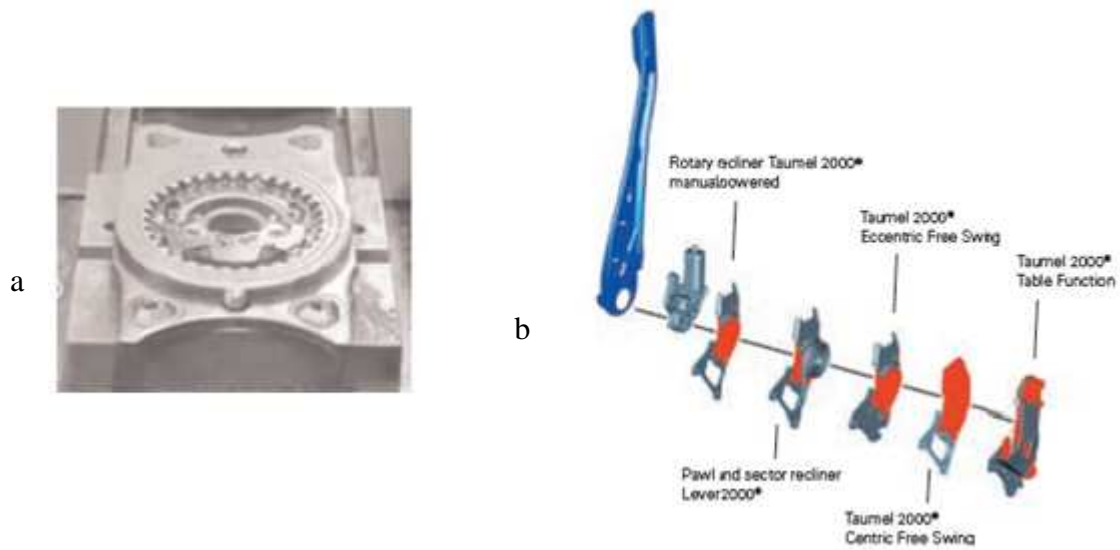 a
b
Rotary recliner Taumel 2000®
manualpowered
Taumel 2000®
Eccentric Free Swing
Taumel 2000®
Table Function
Pawl and sector recliner
Lever2000®
Taumel 2000®
Centric Free Swing